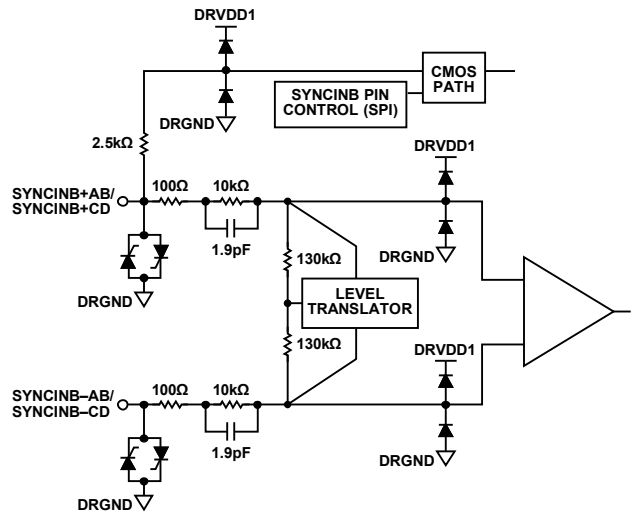 DRVDD1
CMOS
PATH
SYNCINB PIN
CONTROL (SPI)
DRGND
2.5kΩ
DRVDD1
SYNCINB+AB/
SYNCINB+CD
100Ω
10kΩ
1.9pF
DRGND
130kΩ
DRGND
LEVEL
TRANSLATOR
130kΩ
DRVDD1
SYNCINB–AB/
SYNCINB–CD
100Ω
10kΩ
1.9pF
DRGND
DRGND